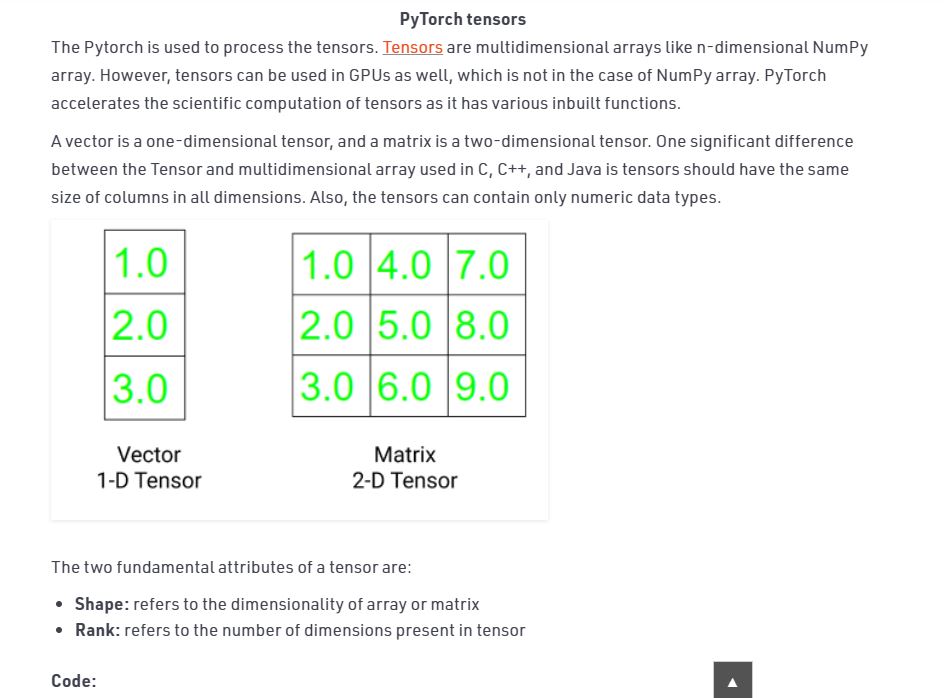 PyTorch tensors
The Pytorch is used to process the tensors. Tensors are multidimensional arrays like n-dimensional NumPy
array. However, tensors can be used in GPUs as well, which is not in the case of NumPy array. PyTorch
accelerates the scientific computation of tensors as it has various inbuilt functions.
A vector is a one-dimensional tensor, and a matrix is a two-dimensional tensor. One significant difference
between the Tensor and multidimensional array used in C, C++, and Java is tensors should have the same
size of columns in all dimensions. Also, the tensors can contain only numeric data types.
1.0
2.0
3.0
Vector
1-D Tensor
1.0 4.0 7.0
2.0 5.0 8.0
3.0 6.0 9.0
Matrix
2-D Tensor
The two fundamental attributes of a tensor are:
• Shape: refers to the dimensionality of array or matrix
• Rank: refers to the number of dimensions present in tensor
Code: